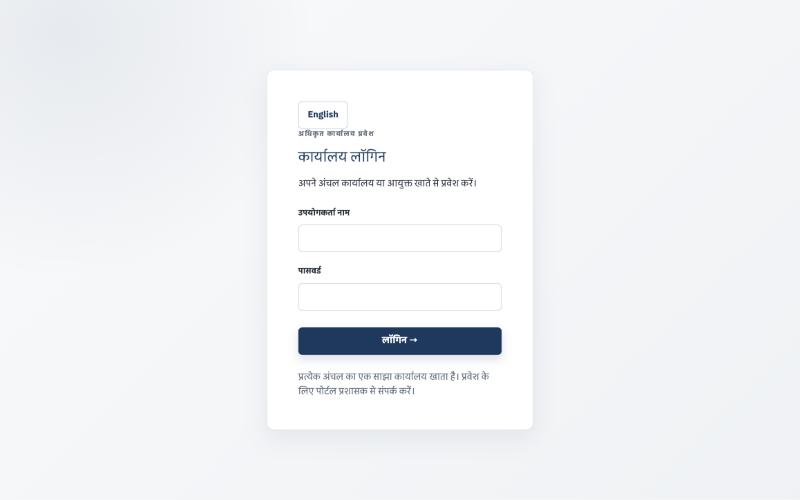 English
अधिकृत कार्यालय प्रवेश
कार्यालय लॉगिन
अपने अंचल कार्यालय या आयुक्त खाते से प्रवेश करें।
उपयोगकर्ता नाम
पासवर्ड
लॉगिन →
प्रत्येक अंचल का एक साझा कार्यालय खाता है। प्रवेश के
लिए पोर्टल प्रशासक से संपर्क करें।